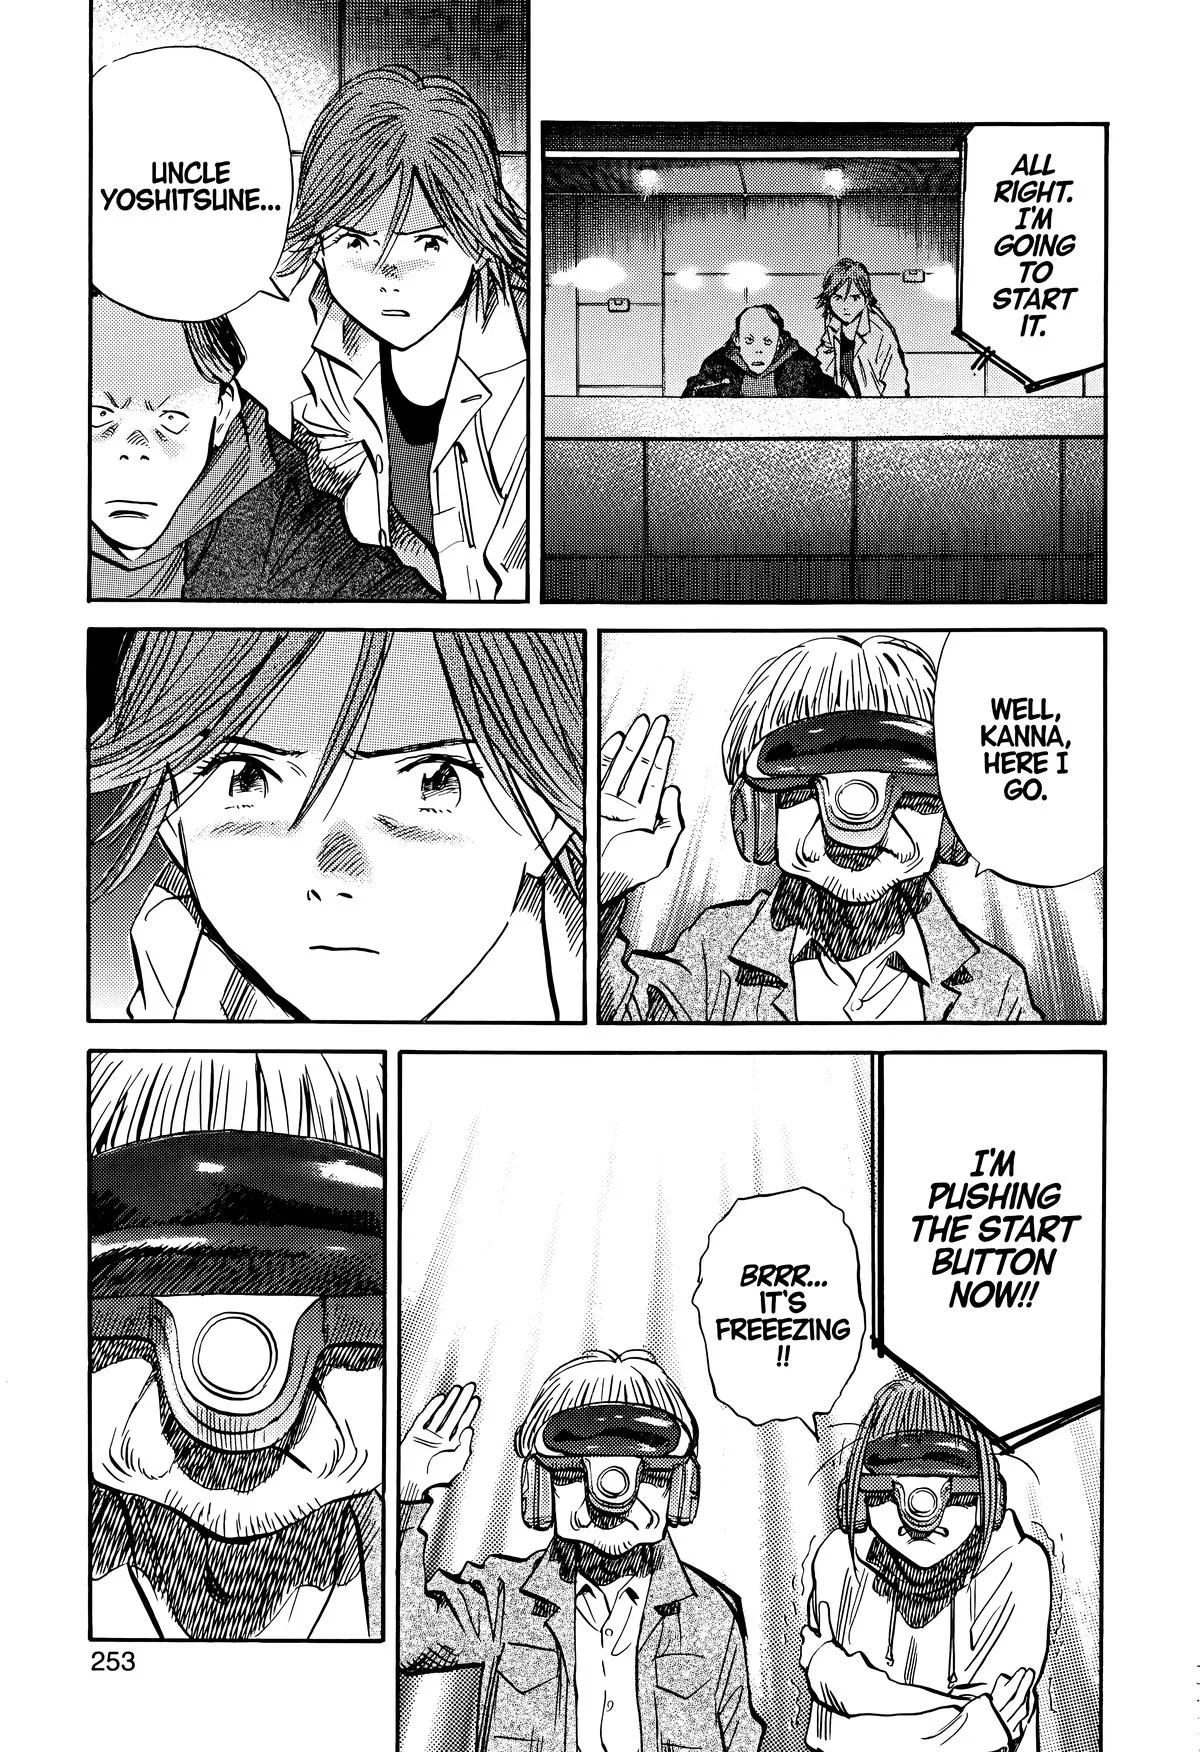 ALL
RIGHT.
I'M
GOING
TO
START
IT.
UNCLE
YOSHITSUNE...
WELL,
KANNA,
HERE I
GO.
I'M
PUSHING
THE START
BUTTON
NOW!!
BRRR...
IT'S
FREEEZING
!!
253